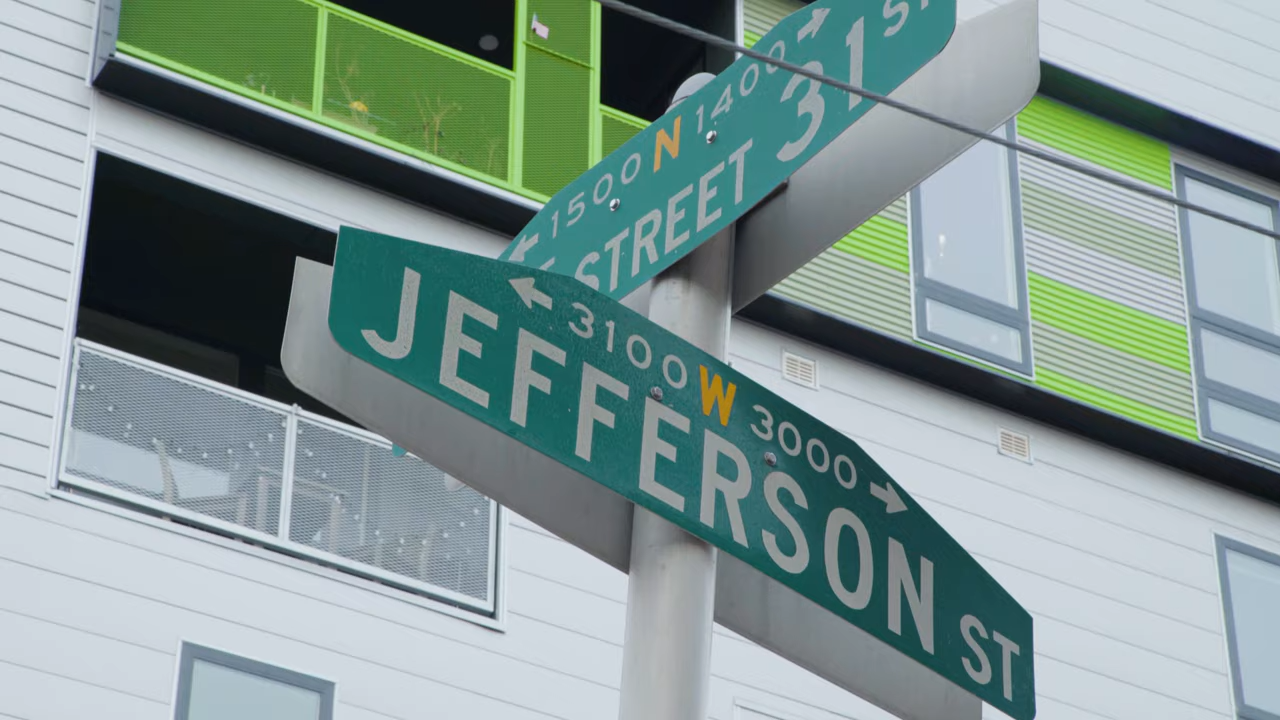 ← 1500 N 1400 →
STREET 31 ST
← 3100 W 3000 →
JEFFERSON ST